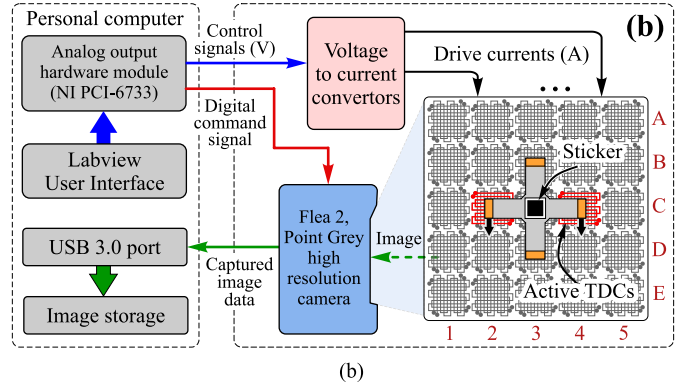 Personal computer
Analog output
hardware module
(NI PCI-6733)
Labview
User Interface
USB 3.0 port
Image storage
Control
signals (V)
Digital
command
signal
Captured
image
data
Voltage
to current
convertors
Flea 2,
Point Grey
high
resolution
camera
Image
Drive currents (A)
(b)
...
Sticker
Active TDCs
A
B
C
D
E
1 2 3 4 5
(b)